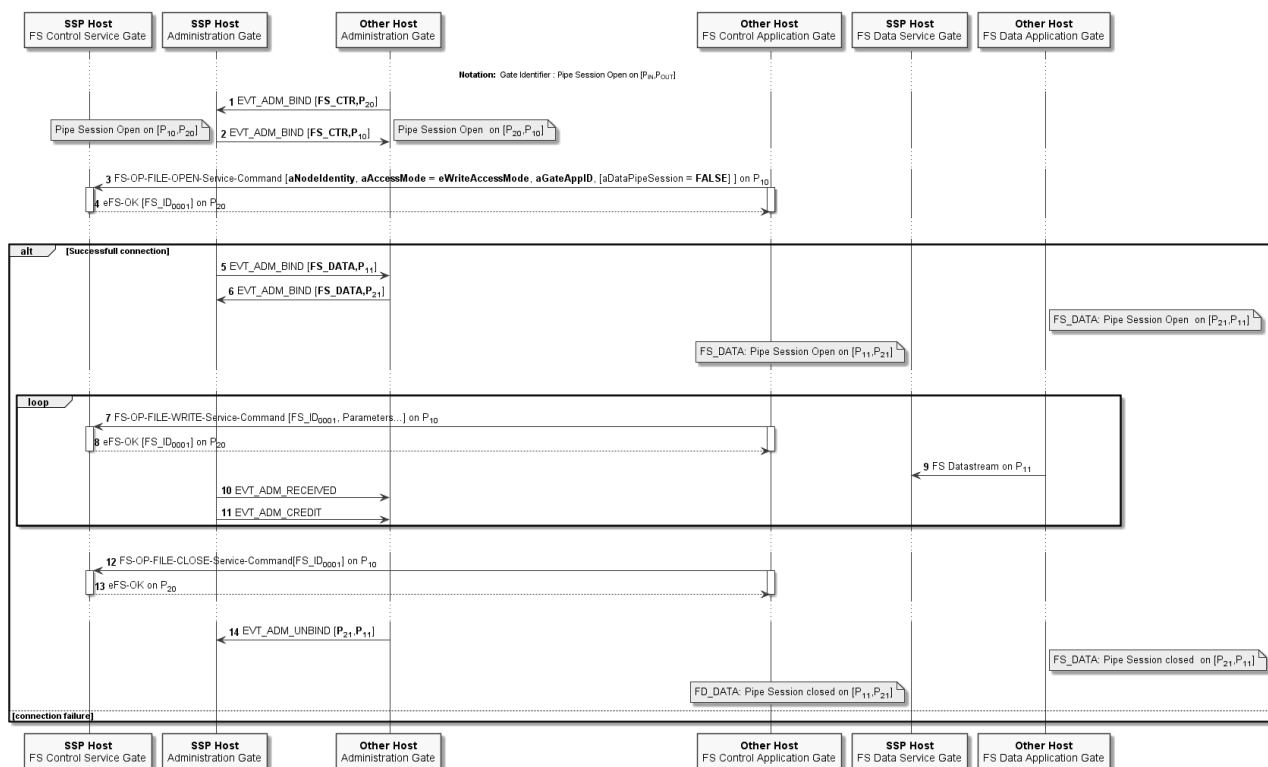 SSP Host
FS Control Service Gate
SSP Host
Administration Gate
Other Host
Administration Gate
Other Host
FS Control Application Gate
SSP Host
FS Data Service Gate
Other Host
FS Data Application Gate
Notation: Gate Identifier : Pipe Session Open on [P_IN,P_OUT]
1 EVT_ADM_BIND [FS_CTR,P20]
Pipe Session Open on [P10,P20]
2 EVT_ADM_BIND [FS_CTR,P10]
Pipe Session Open on [P20,P10]
3 FS-OP-FILE-OPEN-Service-Command [aNodeIdentity, aAccessMode = eWriteAccessMode, aGateAppID, [aDataPipeSession = FALSE] ] on P10
4 eFS-OK [FS_ID0001] on P20
alt [Successfull connection]
5 EVT_ADM_BIND [FS_DATA,P11]
6 EVT_ADM_BIND [FS_DATA,P21]
FS_DATA: Pipe Session Open on [P21,P11]
FS_DATA: Pipe Session Open on [P11,P21]
loop
7 FS-OP-FILE-WRITE-Service-Command [FS_ID0001, Parameters...] on P10
8 eFS-OK [FS_ID0001] on P20
9 FS Datastream on P11
10 EVT_ADM_RECEIVED
11 EVT_ADM_CREDIT
12 FS-OP-FILE-CLOSE-Service-Command[FS_ID0001] on P10
13 eFS-OK on P20
14 EVT_ADM_UNBIND [P21,P11]
FS_DATA: Pipe Session closed on [P21,P11]
FD_DATA: Pipe Session closed on [P11,P21]
[connection failure]
SSP Host
FS Control Service Gate
SSP Host
Administration Gate
Other Host
Administration Gate
Other Host
FS Control Application Gate
SSP Host
FS Data Service Gate
Other Host
FS Data Application Gate